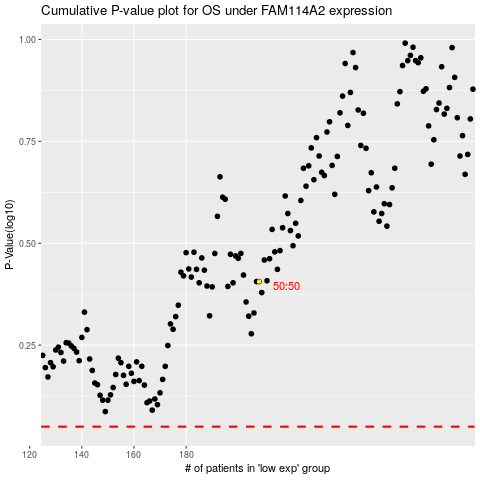 Cumulative P-value plot for OS under FAM114A2 expression
1.00
0.75
0.50
0.25
P-Value(log10)
50:50
120 140 160 180
# of patients in 'low exp' group